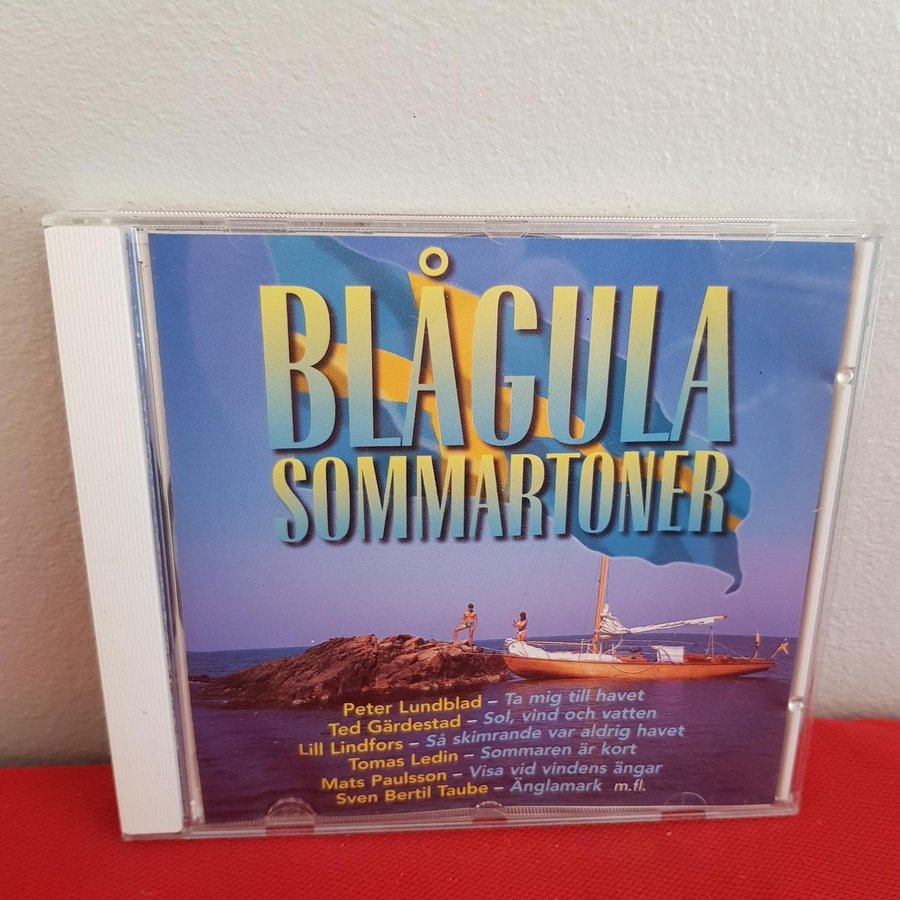 BLÅGULA
SOMMARTONER
Peter Lundblad – Ta mig till havet
Ted Gärdestad – Sol, vind och vatten
Lill Lindfors – Så skimrande var aldrig havet
Tomas Ledin – Sommaren är kort
Mats Paulsson – Visa vid vindens ängar
Sven Bertil Taube – Änglamark m.fl.